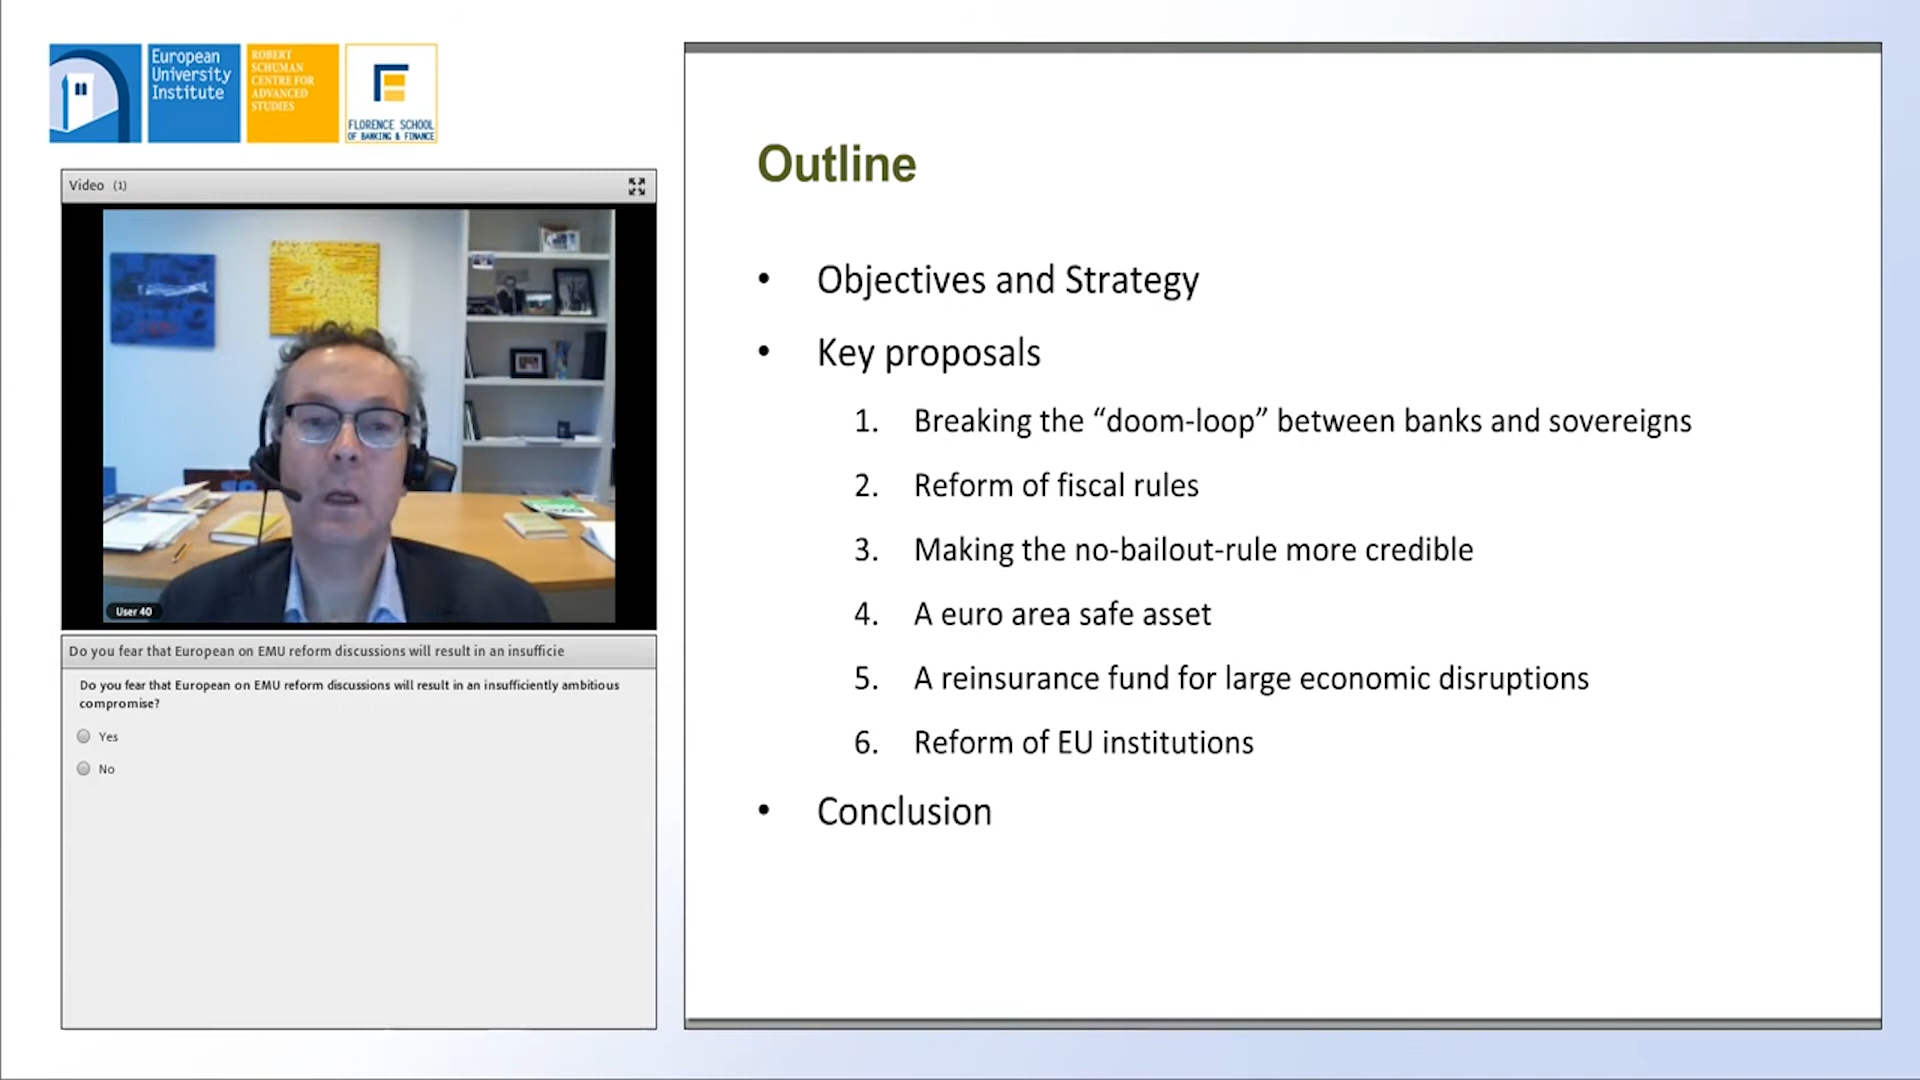 European
University
Institute
ROBERT
SCHUMAN
CENTRE FOR
ADVANCED
STUDIES
FLORENCE SCHOOL
OF BANKING & FINANCE
Video (1)
User 40
Do you fear that European on EMU reform discussions will result in an insufficie
Do you fear that European on EMU reform discussions will result in an insufficiently ambitious
compromise?
Yes
No
Outline
• Objectives and Strategy
• Key proposals
1. Breaking the “doom-loop” between banks and sovereigns
2. Reform of fiscal rules
3. Making the no-bailout-rule more credible
4. A euro area safe asset
5. A reinsurance fund for large economic disruptions
6. Reform of EU institutions
• Conclusion